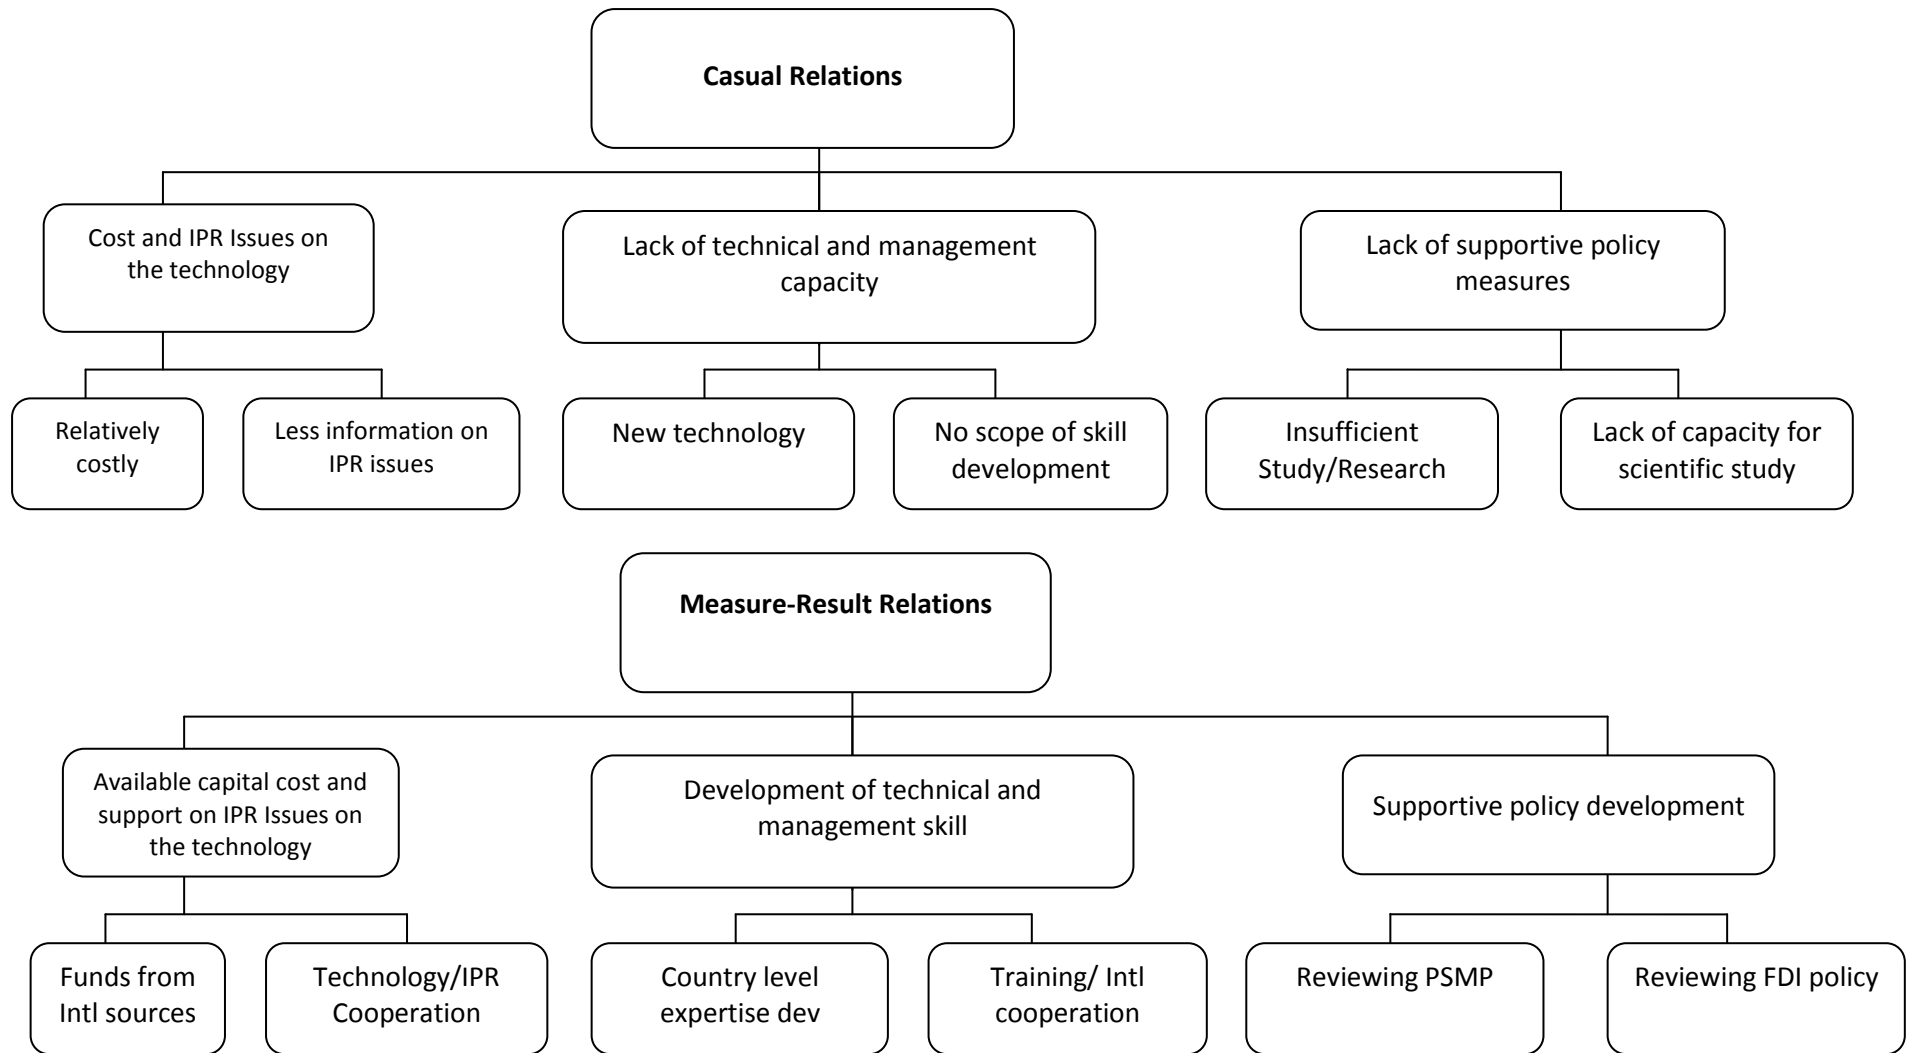 Casual Relations
Cost and IPR Issues on
the technology
Lack of technical and management
capacity
Lack of supportive policy
measures
Relatively
costly
Less information on
IPR issues
New technology
No scope of skill
development
Insufficient
Study/Research
Lack of capacity for
scientific study
Measure-Result Relations
Available capital cost and
support on IPR Issues on
the technology
Development of technical and
management skill
Supportive policy development
Funds from
Intl sources
Technology/IPR
Cooperation
Country level
expertise dev
Training/ Intl
cooperation
Reviewing PSMP
Reviewing FDI policy